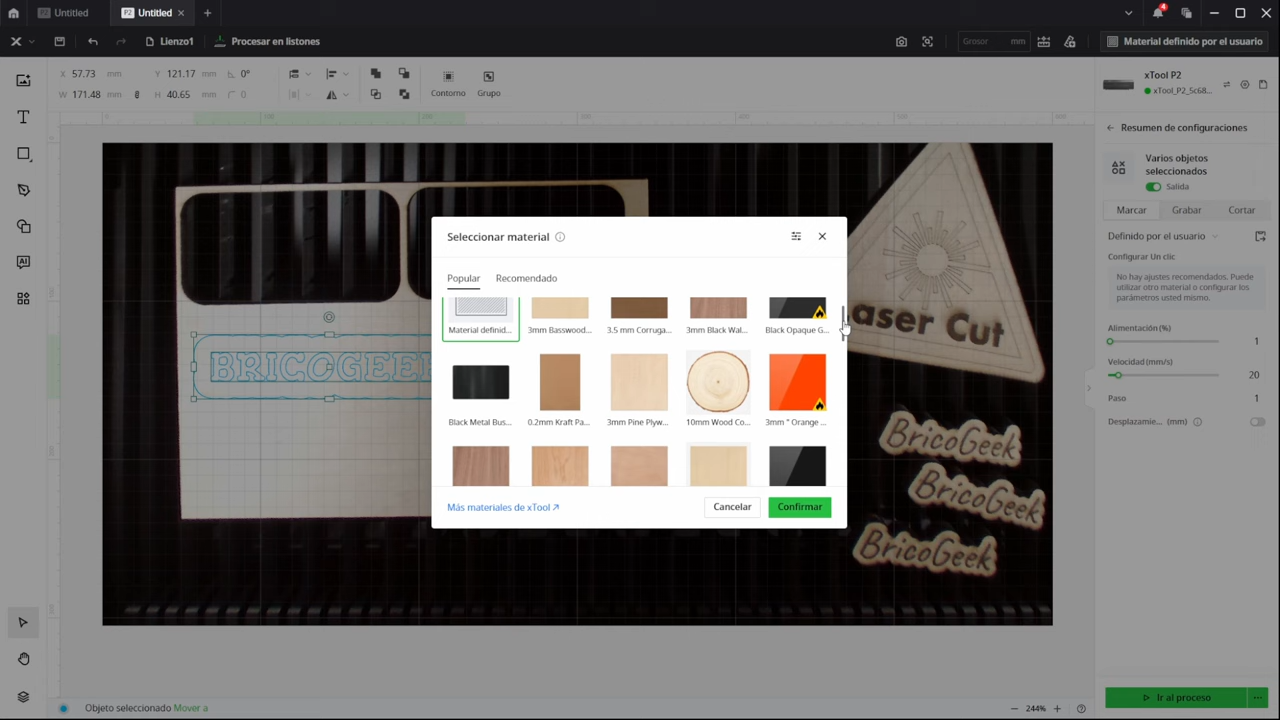 P2 Untitled
P2 Untitled
4
Lienzo1
Procesar en listones
Grosor mm
Material definido por el usuario
X 57.73 mm
Y 121.17 mm
0°
W 171.48 mm
H 40.65 mm
0
Contorno
Grupo
xTool P2
xTool_P2_5c68...
Resumen de configuraciones
Varios objetos seleccionados
Salida
Marcar
Grabar
Cortar
Definido por el usuario
Configurar Un clic
No hay ajustes recomendados. Puede
utilizar otro material o configurar los
parámetros usted mismo.
Alimentación (%)
1
Velocidad (mm/s)
20
Paso
1
Desplazamie... (mm)
Seleccionar material
Popular
Recomendado
Material definid...
3mm Basswood...
3.5 mm Corruga...
3mm Black Wal...
Black Opaque G...
Black Metal Bus...
0.2mm Kraft Pa...
3mm Pine Plyw...
10mm Wood Co...
3mm " Orange ...
Más materiales de xTool
Cancelar
Confirmar
BRICOGEE
aser Cut
BricoGeek
BricoGeek
BricoGeek
AI
Objeto seleccionado Mover a
244%
Ir al proceso